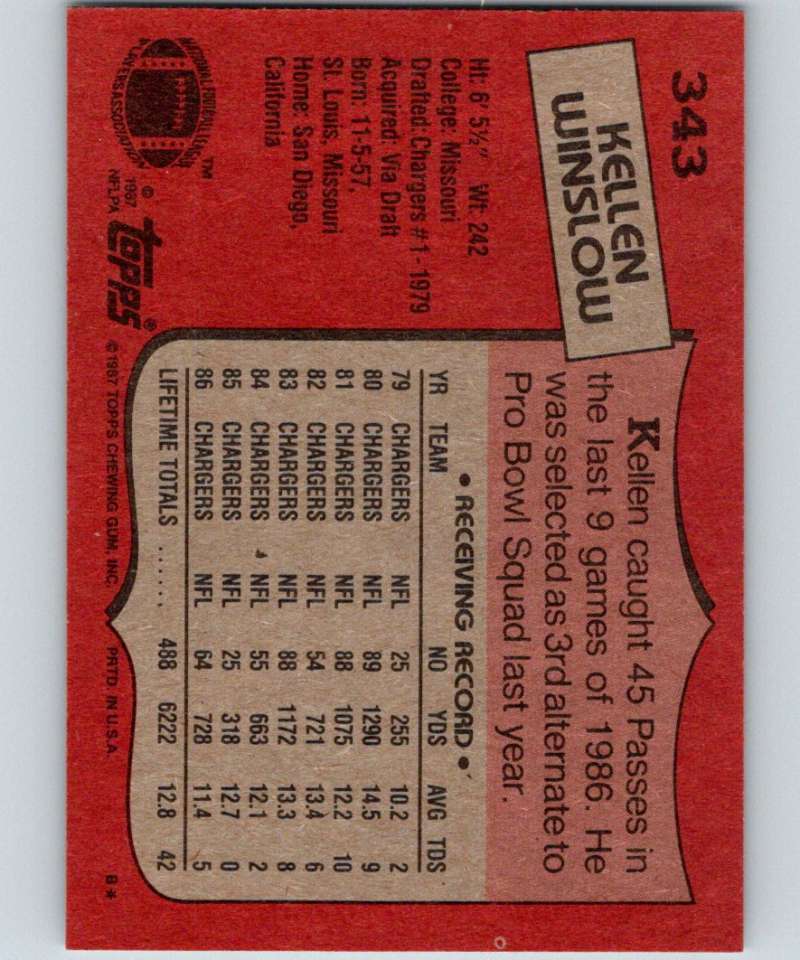 343
KELLEN
WINSLOW
Ht: 6' 5½" Wt: 242
College: Missouri
Drafted: Chargers #1-1979
Acquired: Via Draft
Born: 11-5-57,
St. Louis, Missouri
Home: San Diego,
California
NATIONAL FOOTBALL LEAGUE
PLAYERS ASSOCIATION
TM
© 1987
NFLPA
topps®
Kellen caught 45 Passes in
the last 9 games of 1986. He
was selected as 3rd alternate to
Pro Bowl Squad last year.
• RECEIVING RECORD •
YR TEAM NO YDS AVG TDS
79 CHARGERS NFL 25 255 10.2 2
80 CHARGERS NFL 89 1290 14.5 9
81 CHARGERS NFL 88 1075 12.2 10
82 CHARGERS NFL 54 721 13.4 6
83 CHARGERS NFL 88 1172 13.3 8
84 CHARGERS NFL 55 663 12.1 2
85 CHARGERS NFL 25 318 12.7 0
86 CHARGERS NFL 64 728 11.4 5
LIFETIME TOTALS ...... 488 6222 12.8 42
© 1987 TOPPS CHEWING GUM, INC. PRTD. IN U.S.A. B*